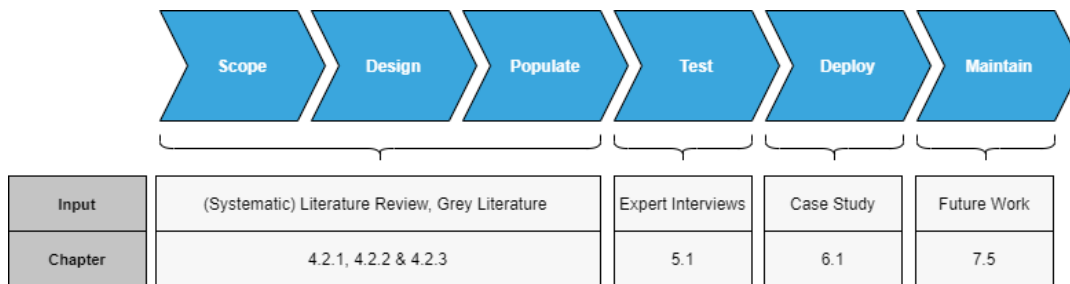 Scope Design Populate Test Deploy Maintain
Input (Systematic) Literature Review, Grey Literature Expert Interviews Case Study Future Work
Chapter 4.2.1, 4.2.2 & 4.2.3 5.1 6.1 7.5